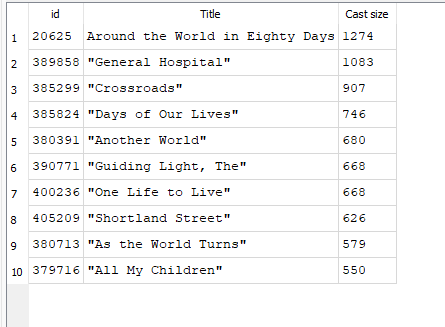 id Title Cast size
1 20625 Around the World in Eighty Days 1274
2 389858 "General Hospital" 1083
3 385299 "Crossroads" 907
4 385824 "Days of Our Lives" 746
5 380391 "Another World" 680
6 390771 "Guiding Light, The" 668
7 400236 "One Life to Live" 668
8 405209 "Shortland Street" 626
9 380713 "As the World Turns" 579
10 379716 "All My Children" 550